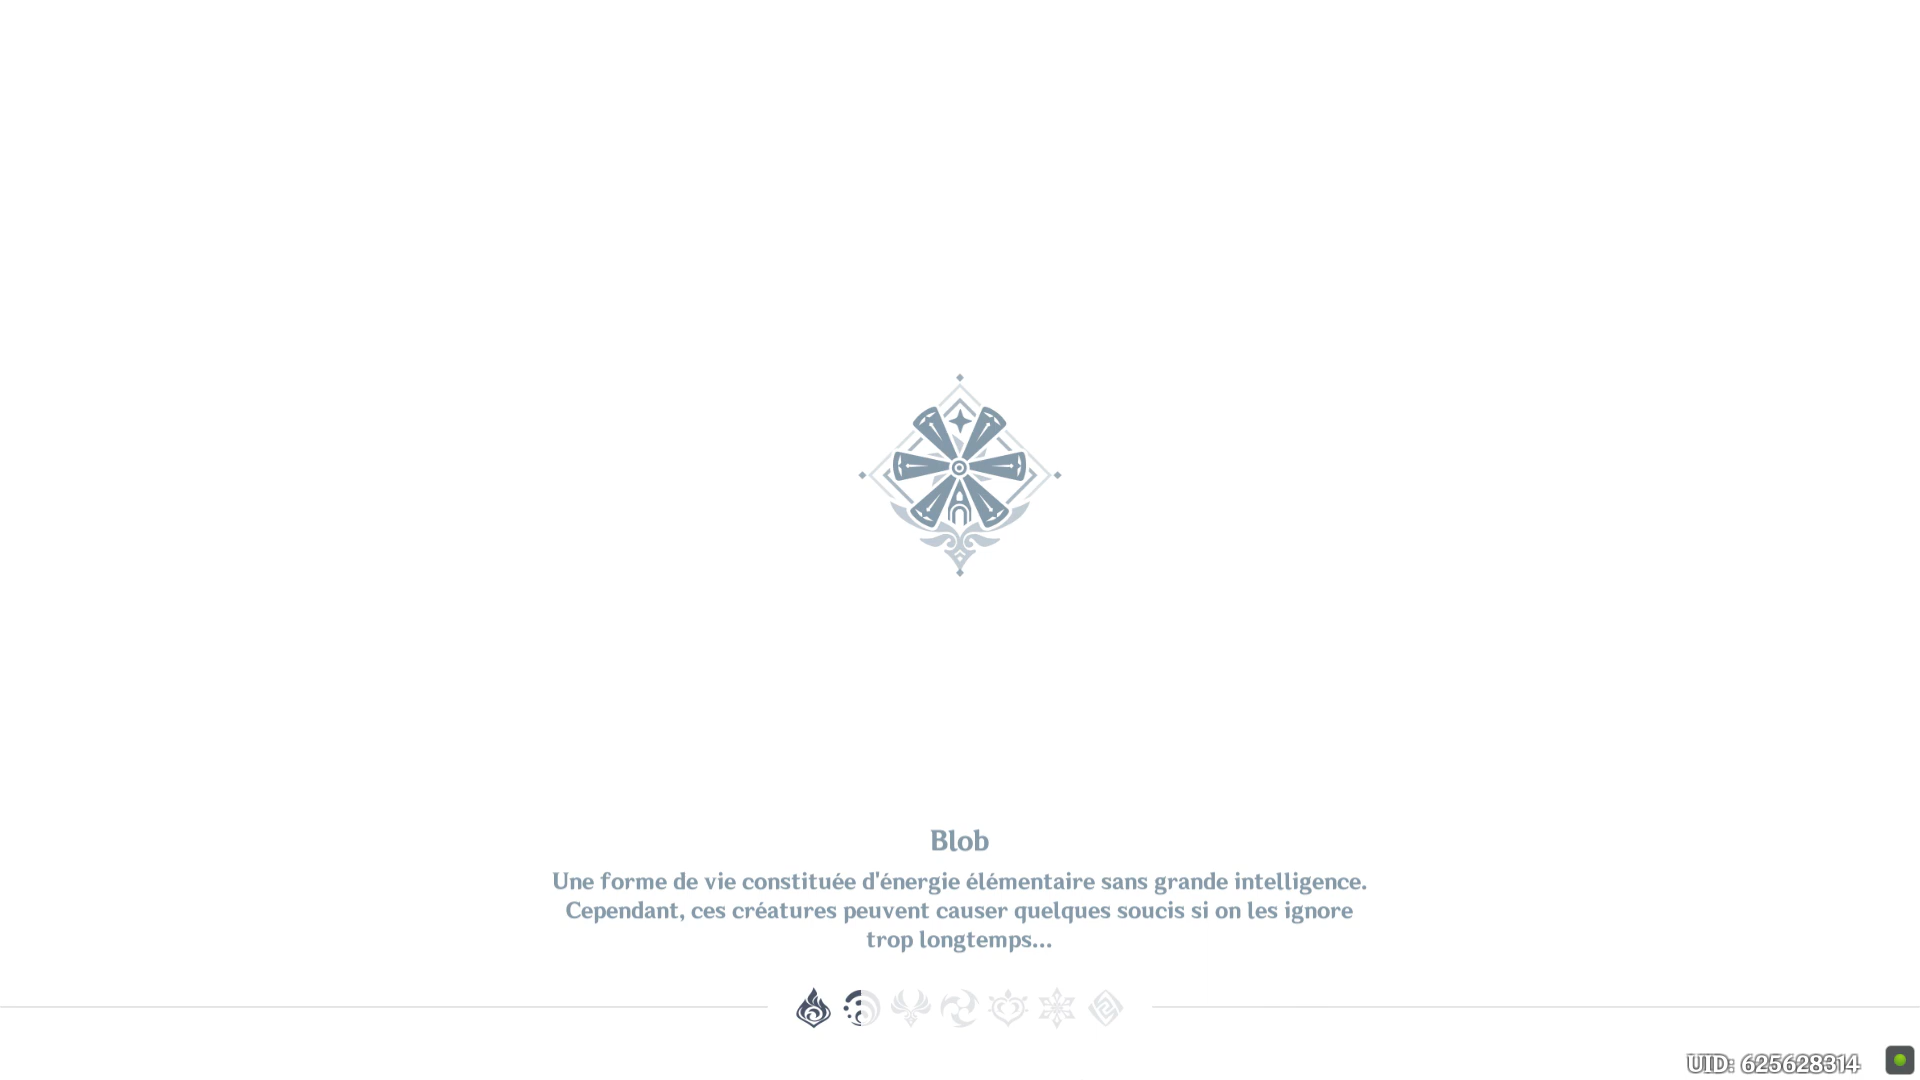 Blob
Une forme de vie constituée d'énergie élémentaire sans grande intelligence.
Cependant, ces créatures peuvent causer quelques soucis si on les ignore
trop longtemps...
UID: 625628314